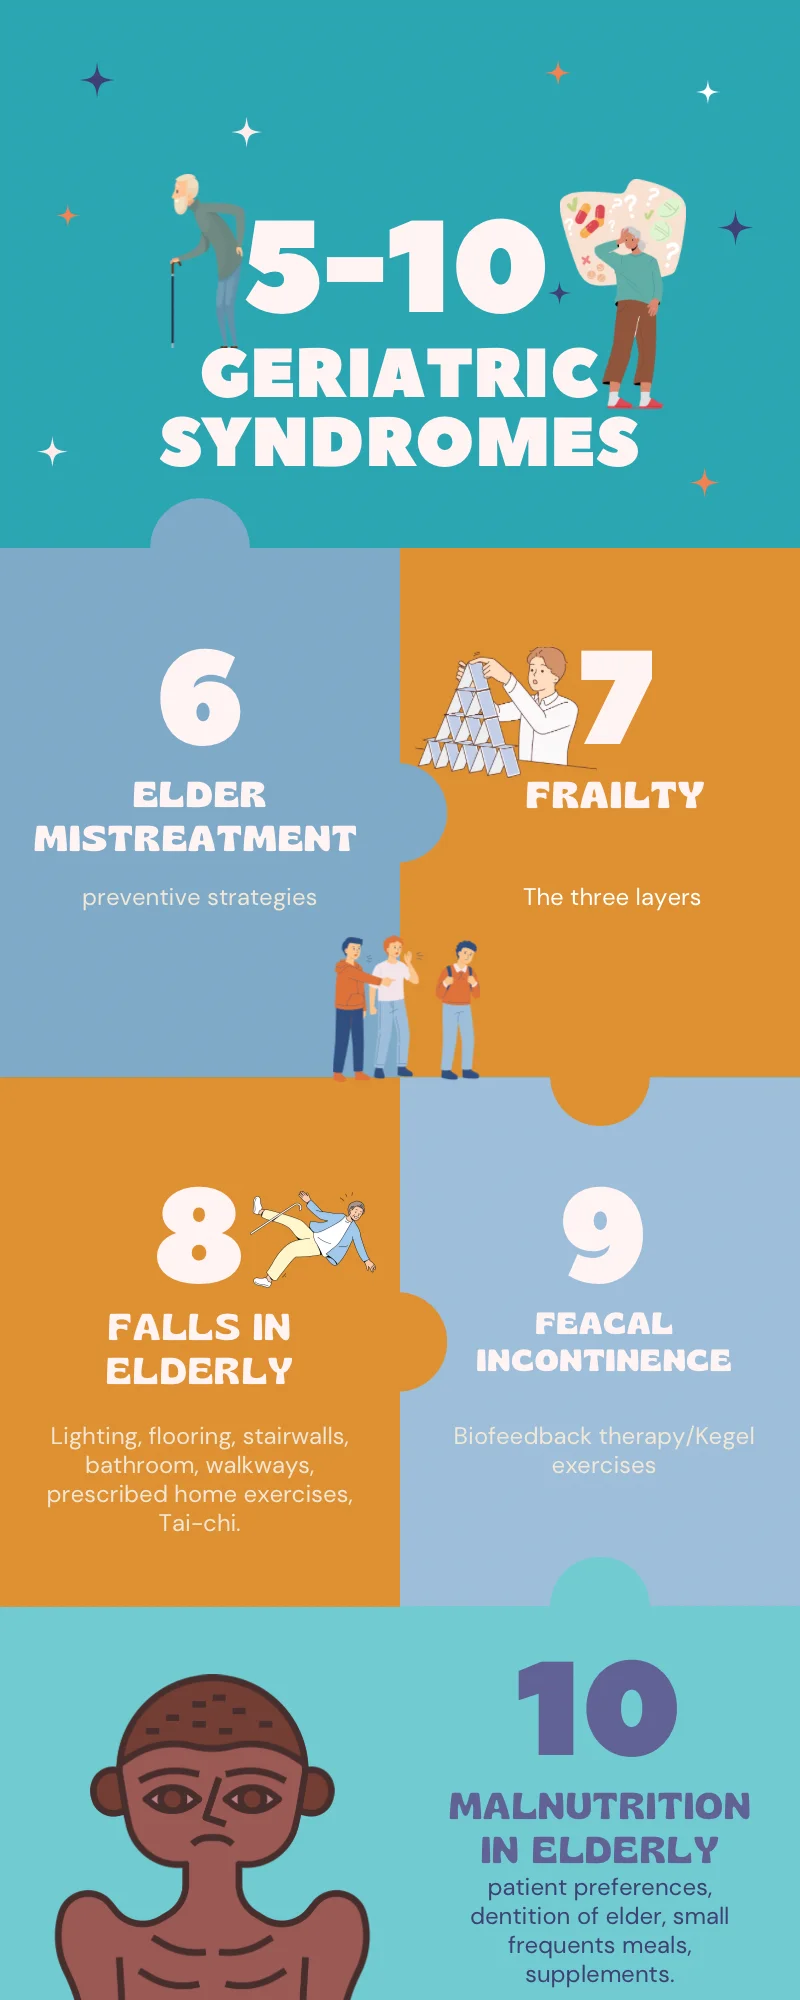 5-10
GERIATRIC
SYNDROMES
6
ELDER
MISTREATMENT
preventive strategies
7
FRAILTY
The three layers
8
FALLS IN
ELDERLY
Lighting, flooring, stairwalls,
bathroom, walkways,
prescribed home exercises,
Tai-chi.
9
FEACAL
INCONTINENCE
Biofeedback therapy/Kegel
exercises
10
MALNUTRITION
IN ELDERLY
patient preferences,
dentition of elder, small
frequents meals,
supplements.